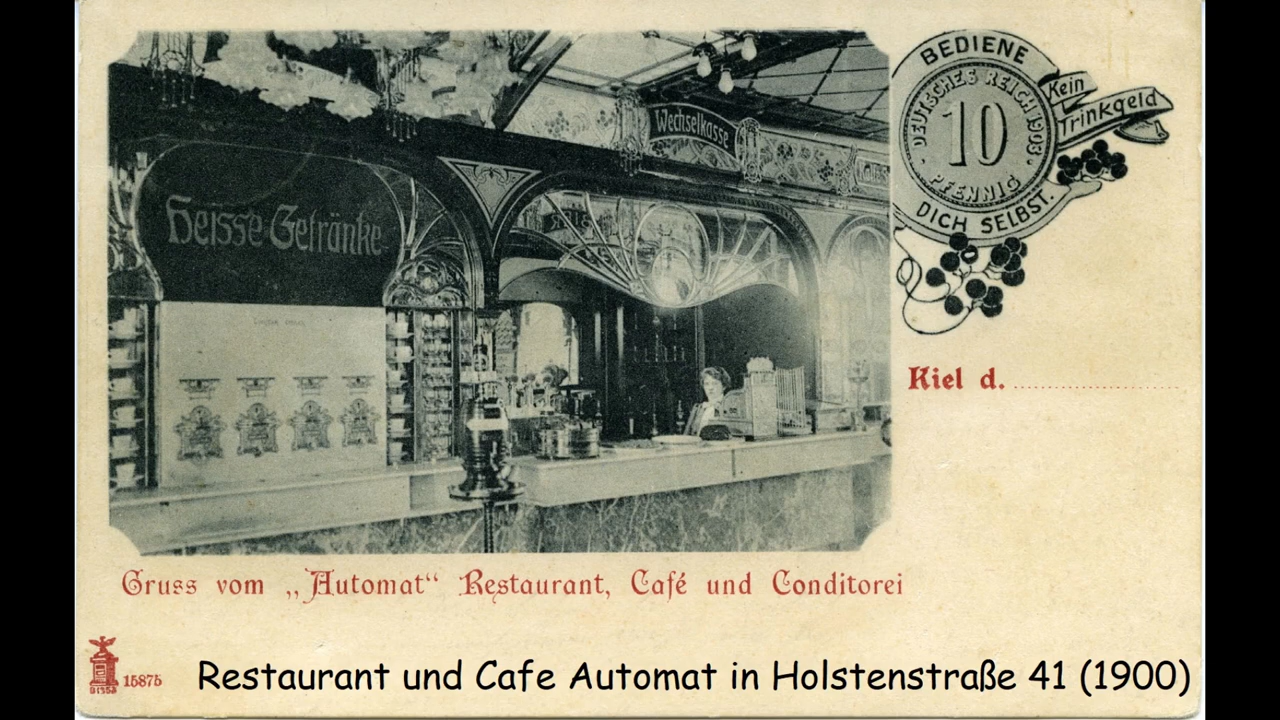 Heisse Getränke
Wechselkasse
BEDIENE
DEUTSCHES REICH 1903
10
PFENNIG
DICH SELBST.
Kein
Trinkgeld
Kiel d.
Gruss vom „Automat“ Restaurant, Café und Conditorei
15875
Restaurant und Cafe Automat in Holstenstraße 41 (1900)